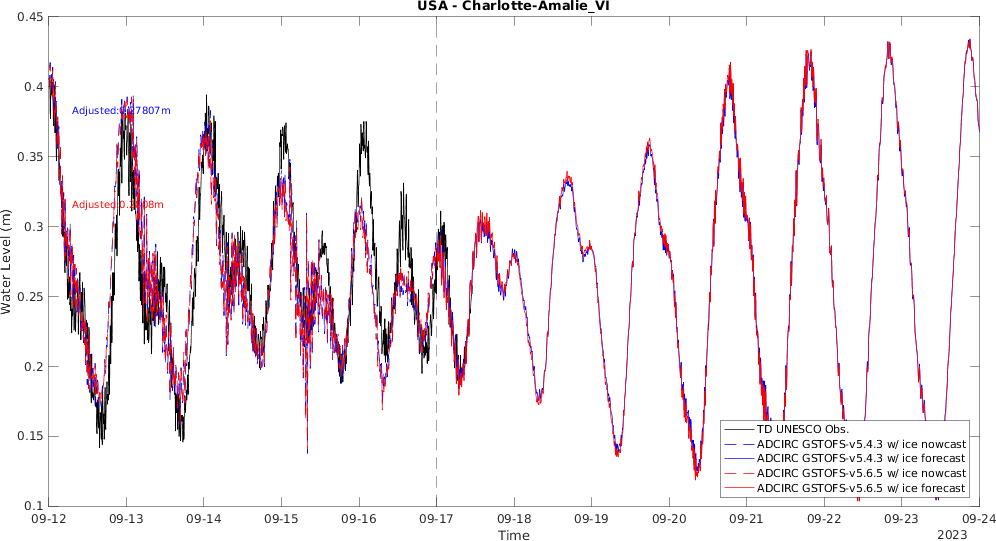 USA - Charlotte-Amalie_VI
0.45
0.4
0.35
0.3
0.25
0.2
0.15
0.1
Water Level (m)
Adjusted:
Adjusted:
TD UNESCO Obs.
ADCIRC GSTOFS-v5.4.3 w/ ice nowcast
ADCIRC GSTOFS-v5.4.3 w/ ice forecast
ADCIRC GSTOFS-v5.6.5 w/ ice nowcast
ADCIRC GSTOFS-v5.6.5 w/ ice forecast
09-12 09-13 09-14 09-15 09-16 09-17 09-18 09-19 09-20 09-21 09-22 09-23 09-24
Time
2023